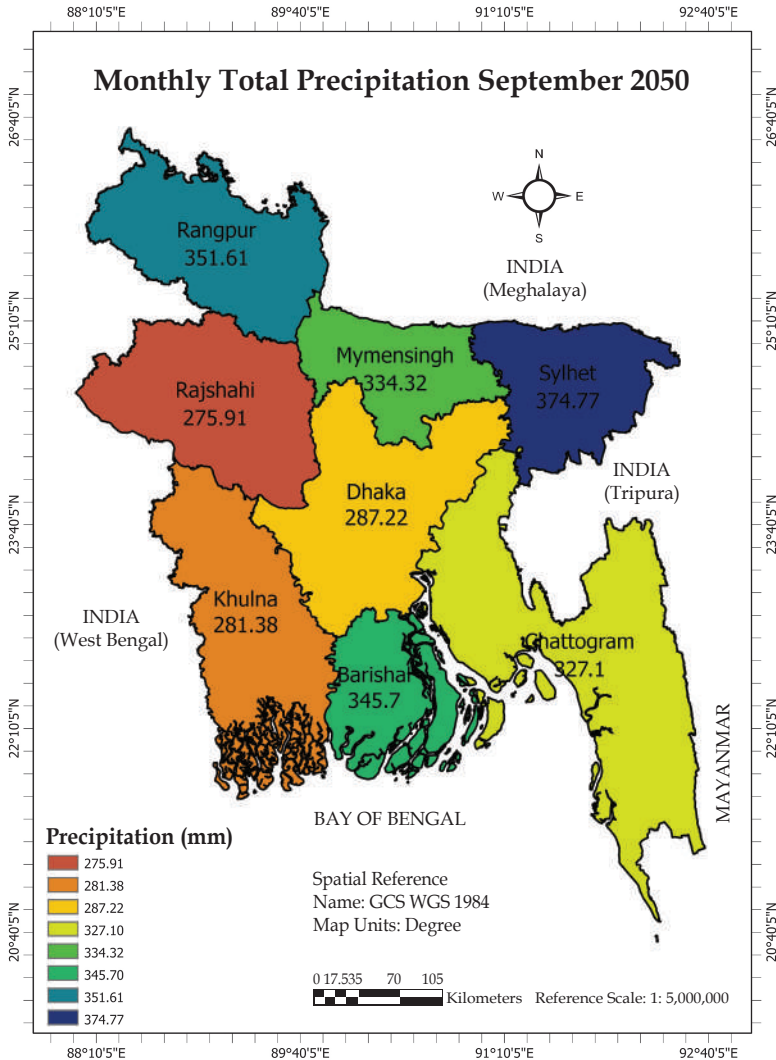 88°10'5"E 89°40'5"E 91°10'5"E 92°40'5"E
Monthly Total Precipitation September 2050
26°40'5"N 26°40'5"N
N
W E
S
Rangpur
351.61
INDIA
(Meghalaya)
25°10'5"N 25°10'5"N
Mymensingh
334.32
Sylhet
374.77
Rajshahi
275.91
INDIA
(Tripura)
Dhaka
287.22
23°40'5"N 23°40'5"N
Khulna
281.38
INDIA
(West Bengal)
Chattogram
327.1
Barishal
345.7
22°10'5"N 22°10'5"N
MAYANMAR
BAY OF BENGAL
Precipitation (mm)
275.91
281.38
287.22
327.10
334.32
345.70
351.61
374.77
Spatial Reference
Name: GCS WGS 1984
Map Units: Degree
20°40'5"N 20°40'5"N
0 17.535 70 105
Kilometers Reference Scale: 1: 5,000,000
88°10'5"E 89°40'5"E 91°10'5"E 92°40'5"E